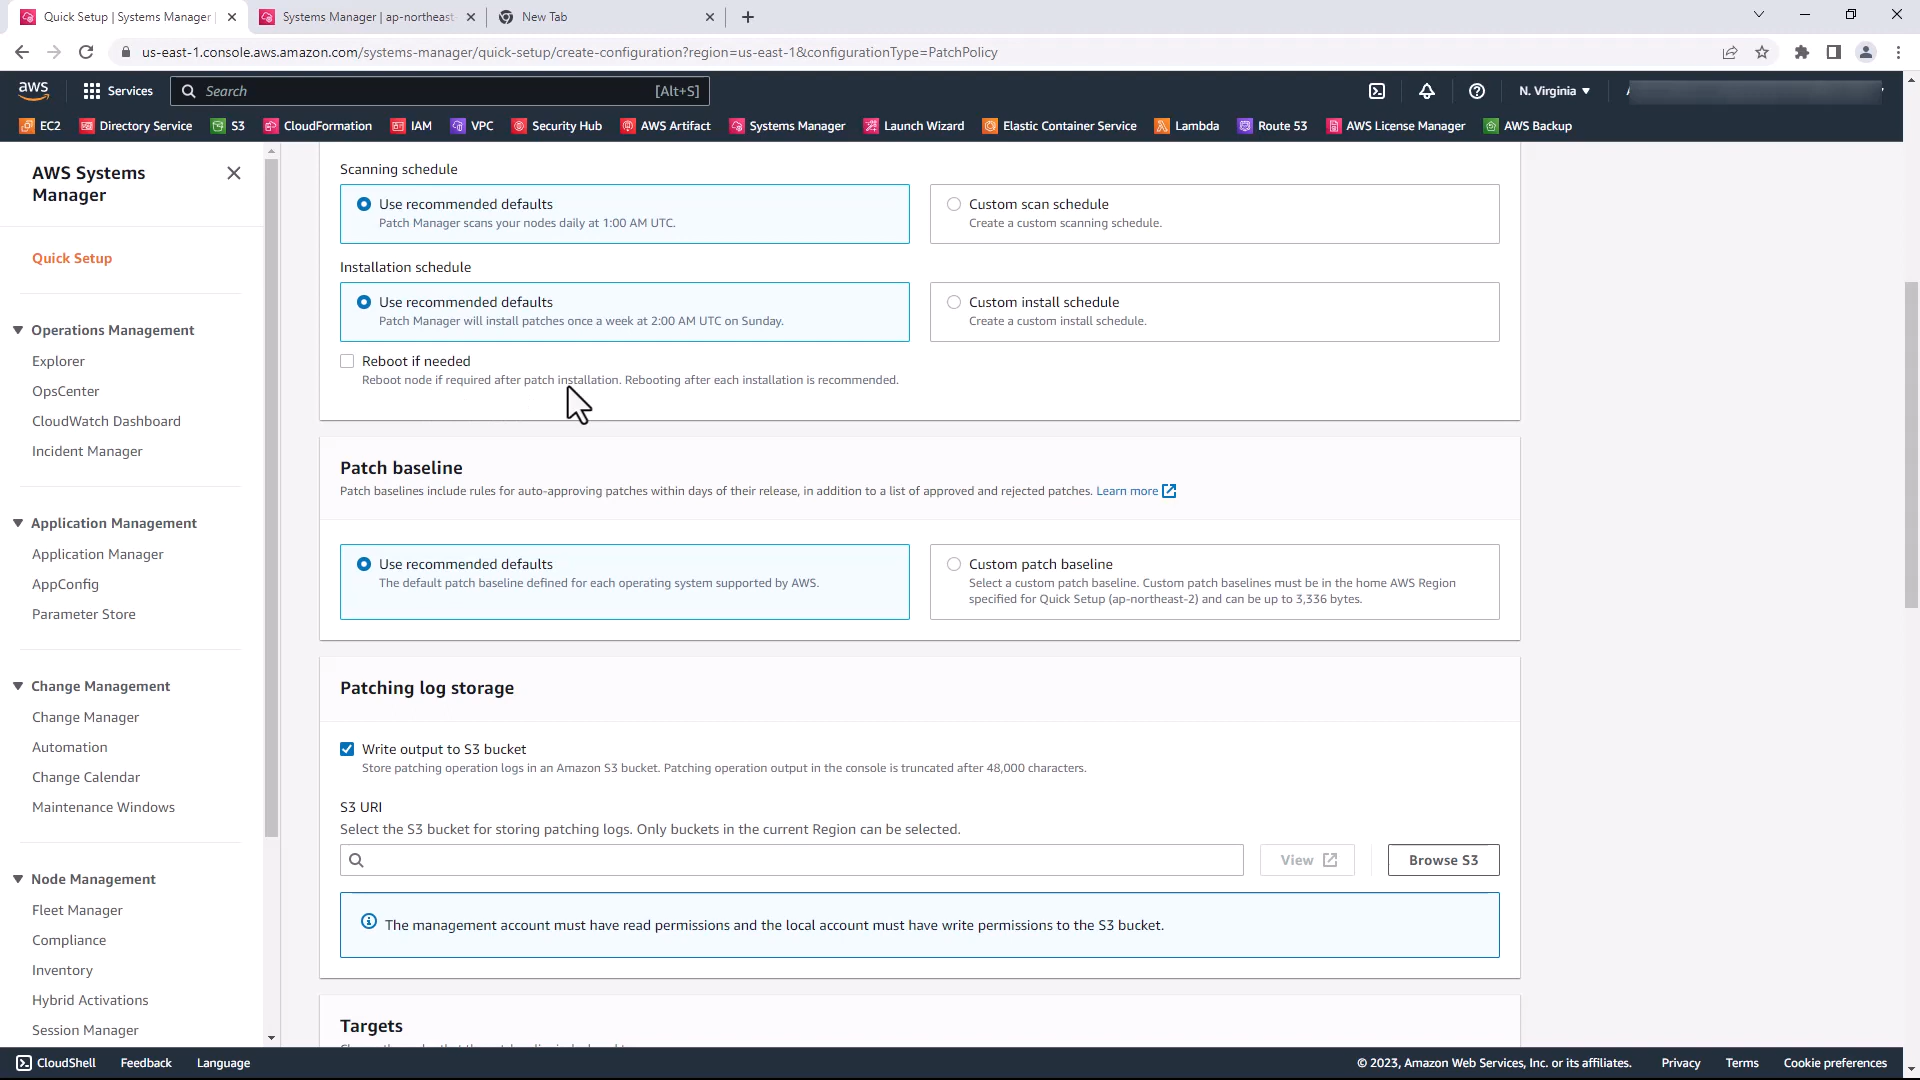 Quick Setup | Systems Manager
Systems Manager | ap-northeast-
New Tab
us-east-1.console.aws.amazon.com/systems-manager/quick-setup/create-configuration?region=us-east-1&configurationType=PatchPolicy
aws
Services
Search
[Alt+S]
N. Virginia
EC2
Directory Service
S3
CloudFormation
IAM
VPC
Security Hub
AWS Artifact
Systems Manager
Launch Wizard
Elastic Container Service
Lambda
Route 53
AWS License Manager
AWS Backup
AWS Systems
Manager
Quick Setup
Operations Management
Explorer
OpsCenter
CloudWatch Dashboard
Incident Manager
Application Management
Application Manager
AppConfig
Parameter Store
Change Management
Change Manager
Automation
Change Calendar
Maintenance Windows
Node Management
Fleet Manager
Compliance
Inventory
Hybrid Activations
Session Manager
Scanning schedule
Use recommended defaults
Patch Manager scans your nodes daily at 1:00 AM UTC.
Custom scan schedule
Create a custom scanning schedule.
Installation schedule
Use recommended defaults
Patch Manager will install patches once a week at 2:00 AM UTC on Sunday.
Custom install schedule
Create a custom install schedule.
Reboot if needed
Reboot node if required after patch installation. Rebooting after each installation is recommended.
Patch baseline
Patch baselines include rules for auto-approving patches within days of their release, in addition to a list of approved and rejected patches. Learn more
Use recommended defaults
The default patch baseline defined for each operating system supported by AWS.
Custom patch baseline
Select a custom patch baseline. Custom patch baselines must be in the home AWS Region
specified for Quick Setup (ap-northeast-2) and can be up to 3,336 bytes.
Patching log storage
Write output to S3 bucket
Store patching operation logs in an Amazon S3 bucket. Patching operation output in the console is truncated after 48,000 characters.
S3 URI
Select the S3 bucket for storing patching logs. Only buckets in the current Region can be selected.
View
Browse S3
The management account must have read permissions and the local account must have write permissions to the S3 bucket.
Targets
CloudShell
Feedback
Language
© 2023, Amazon Web Services, Inc. or its affiliates.
Privacy
Terms
Cookie preferences